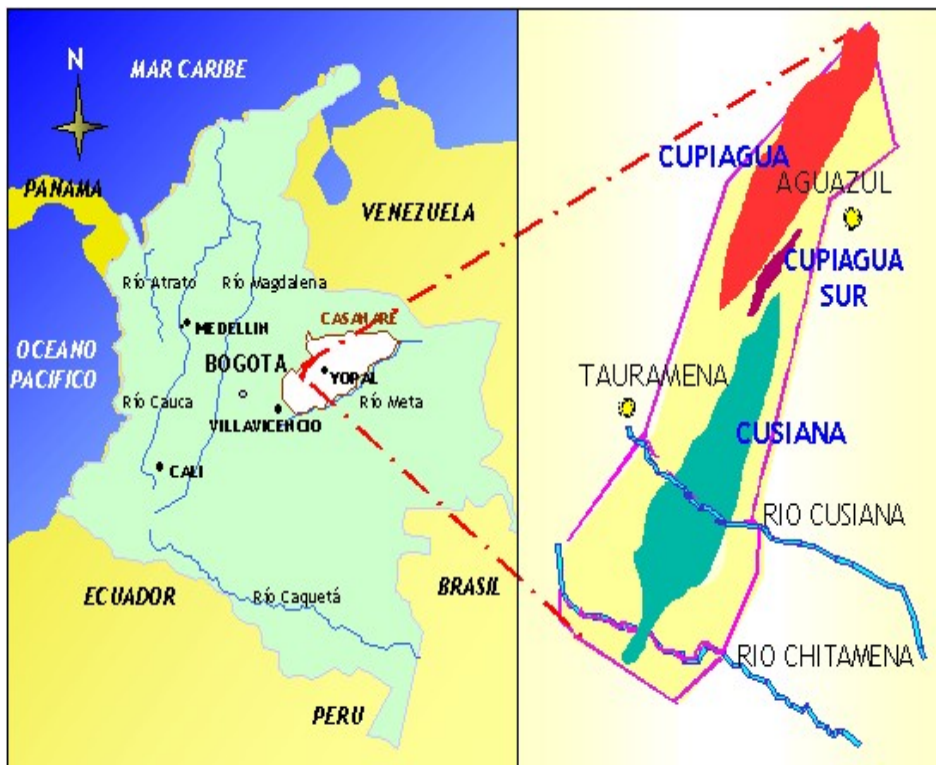 N
MAR CARIBE
PANAMA
VENEZUELA
Río Atrato
Río Magdalena
MEDELLIN
CASANARE
OCEANO
PACIFICO
BOGOTA
YOPAL
Río Cauca
Río Meta
VILLAVICENCIO
CALI
ECUADOR
Río Caquetá
BRASIL
PERU
CUPIAGUA
AGUAZUL
CUPIAGUA
SUR
TAURAMENA
CUSIANA
RIO CUSIANA
RIO CHITAMENA